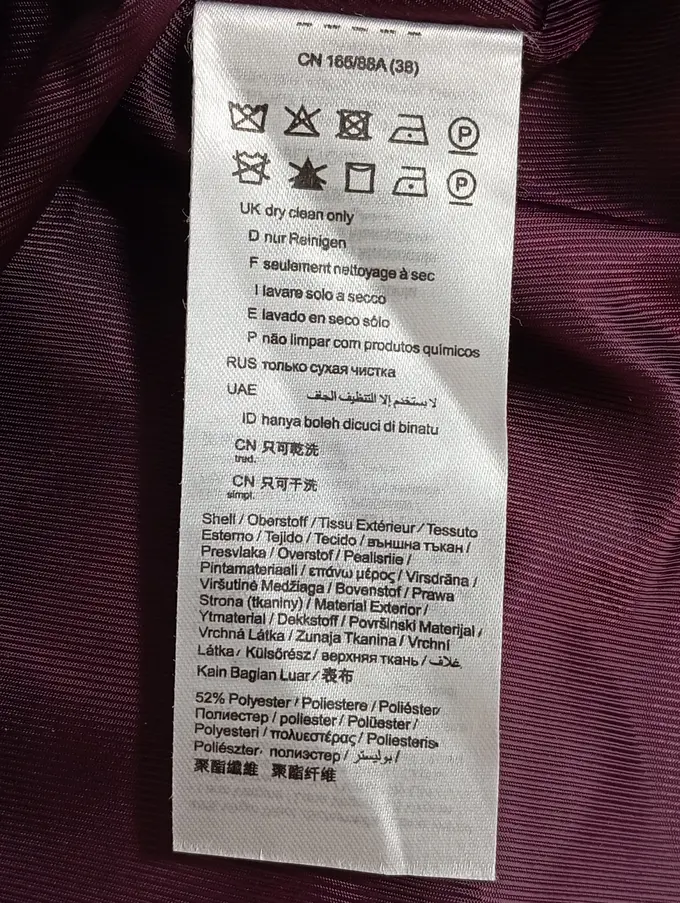 CN 165/88A (38)
P
P
UK dry clean only
D nur Reinigen
F seulement nettoyage à sec
I lavare solo a secco
E lavado en seco sólo
P não limpar com produtos químicos
RUS только сухая чистка
UAE لا يستخدم إلا التنظيف الجاف
ID hanya boleh dicuci di binatu
CN 只可乾洗
trad.
CN 只可干洗
simpl.
Shell / Oberstoff / Tissu Extérieur / Tessuto
Esterno / Tejido / Tecido / външна тъкан /
Presvlaka / Overstof / Pealisriie /
Pintamateriaali / επάνω μέρος / Virsdrāna /
Viršutinė Medžiaga / Bovenstof / Prawa
Strona (tkaniny) / Material Exterior /
Ytmaterial / Dekkstoff / Površinski Materijal /
Vrchná Látka / Zunaja Tkanina / Vrchní
Látka / Külsőrész / верхняя ткань / غلاف
Kain Bagian Luar / 表布
52% Polyester / Poliestere / Poliéster
Полиестер / poliester / Polüester /
Polyesteri / πολυεστέρας / Poliesteris
Poliészter, полиэстер / بوليستر /
聚酯纖維 聚酯纤维